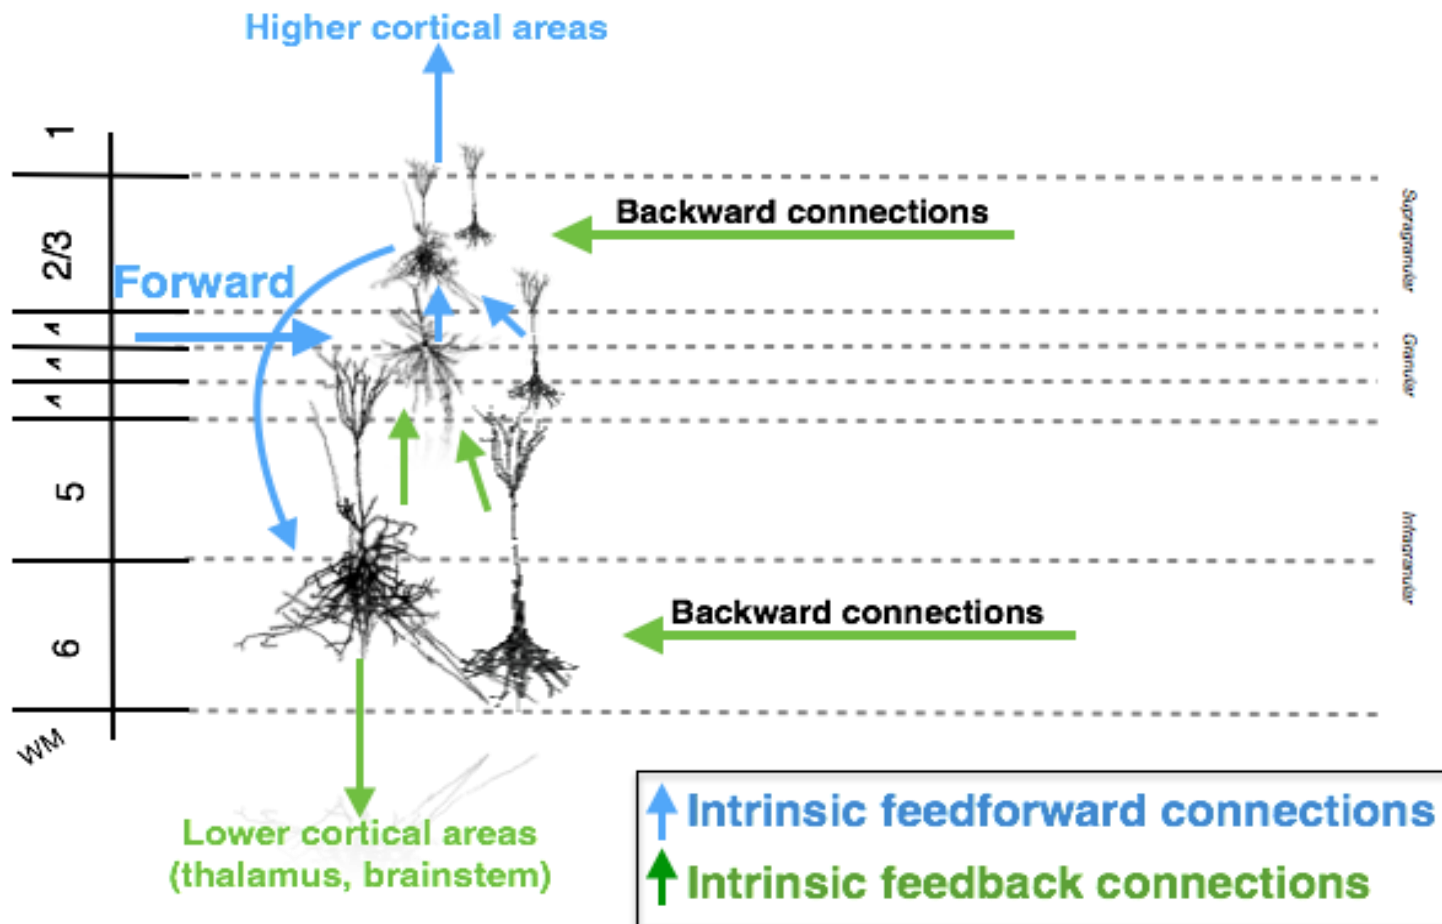 Higher cortical areas
1
Backward connections
Supragranular
2/3
Forward
Granular
5
Infragranular
Backward connections
6
WM
Lower cortical areas
(thalamus, brainstem)
Intrinsic feedforward connections
Intrinsic feedback connections